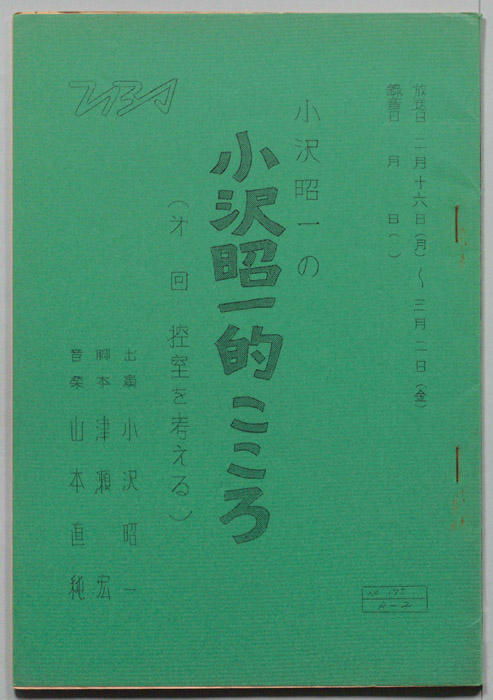 放送日 二月十六日(月)～三月二日(金)
録音日 月 日( )
小沢昭一の
小沢昭一的こころ
(才 回 控室を考える)
出演 小沢昭一
脚本 津瀬宏
音楽 山本直純
A-2